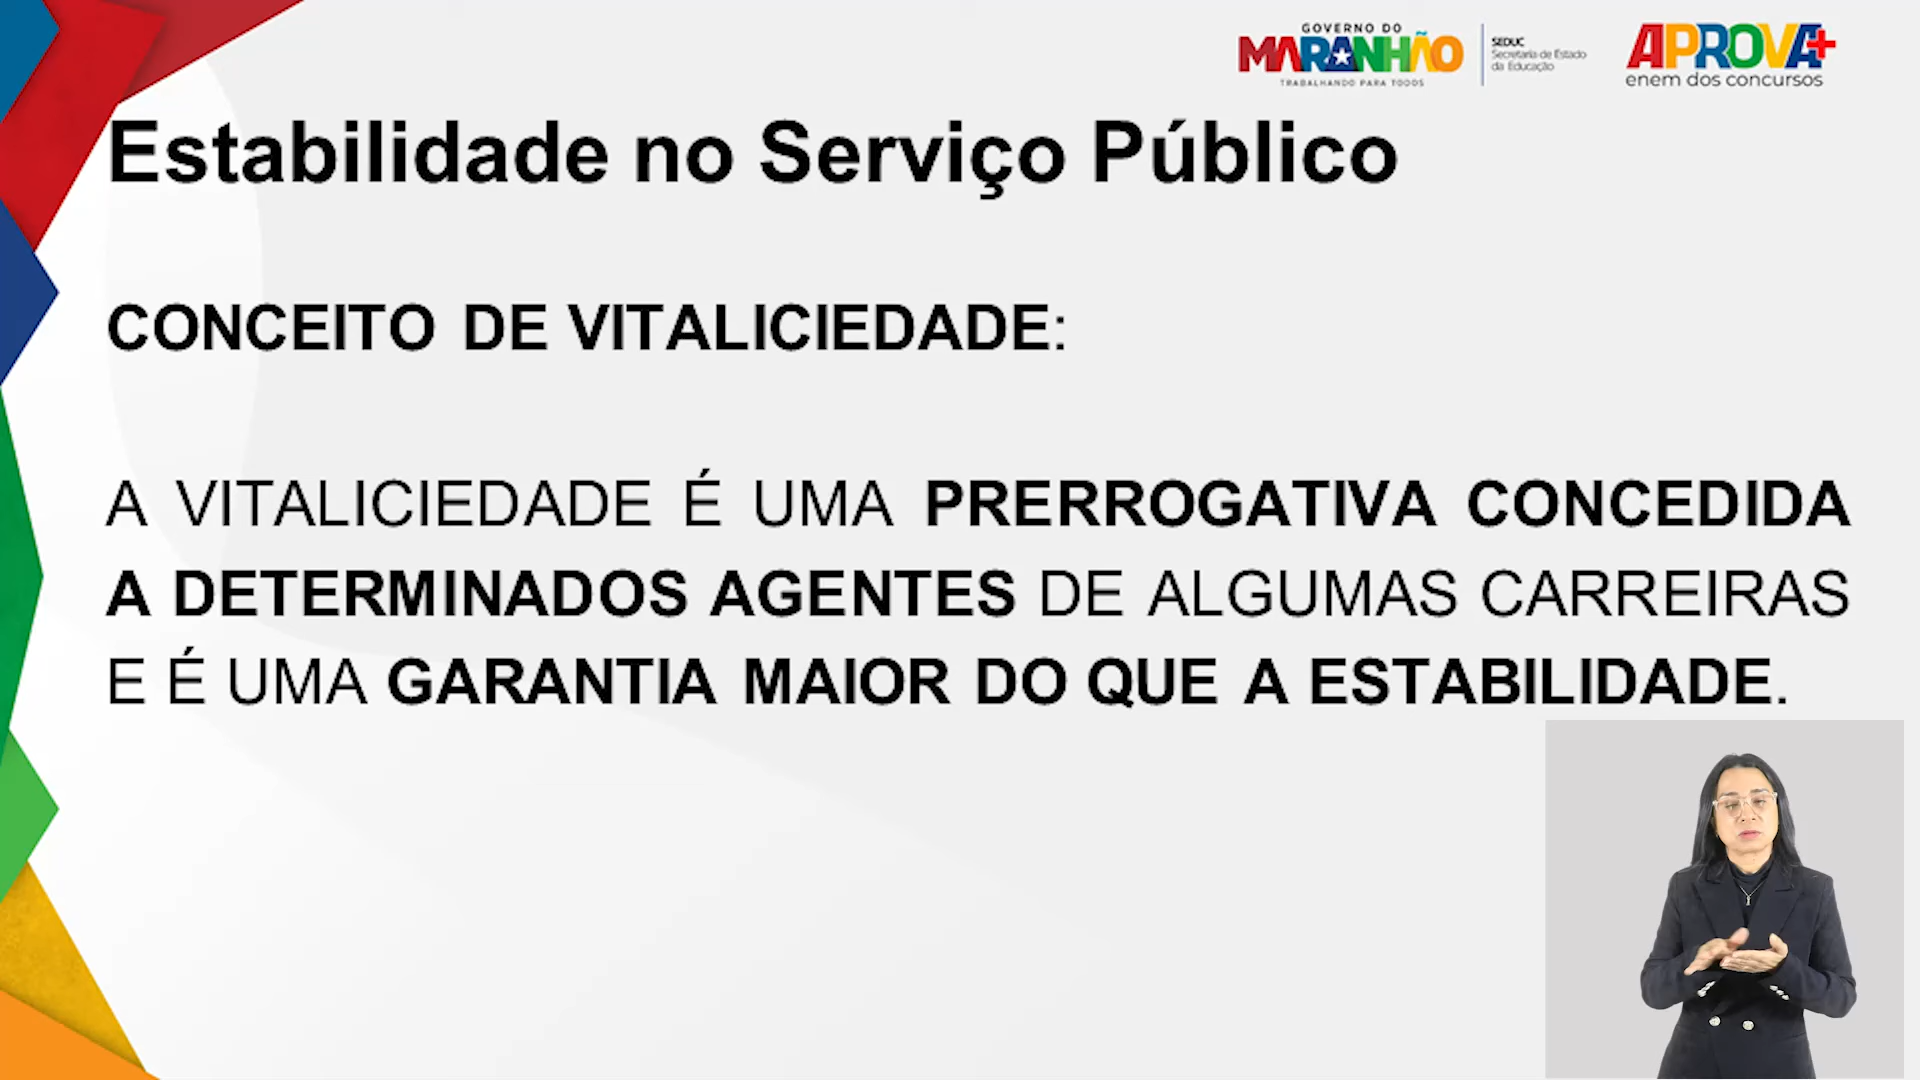 GOVERNO DO
MARANHÃO
TRABALHANDO PARA TODOS
SEDUC
Secretaria de Estado
da Educação
APROVA+
enem dos concursos
Estabilidade no Serviço Público
CONCEITO DE VITALICIEDADE:
A VITALICIEDADE É UMA PRERROGATIVA CONCEDIDA
A DETERMINADOS AGENTES DE ALGUMAS CARREIRAS
E É UMA GARANTIA MAIOR DO QUE A ESTABILIDADE.